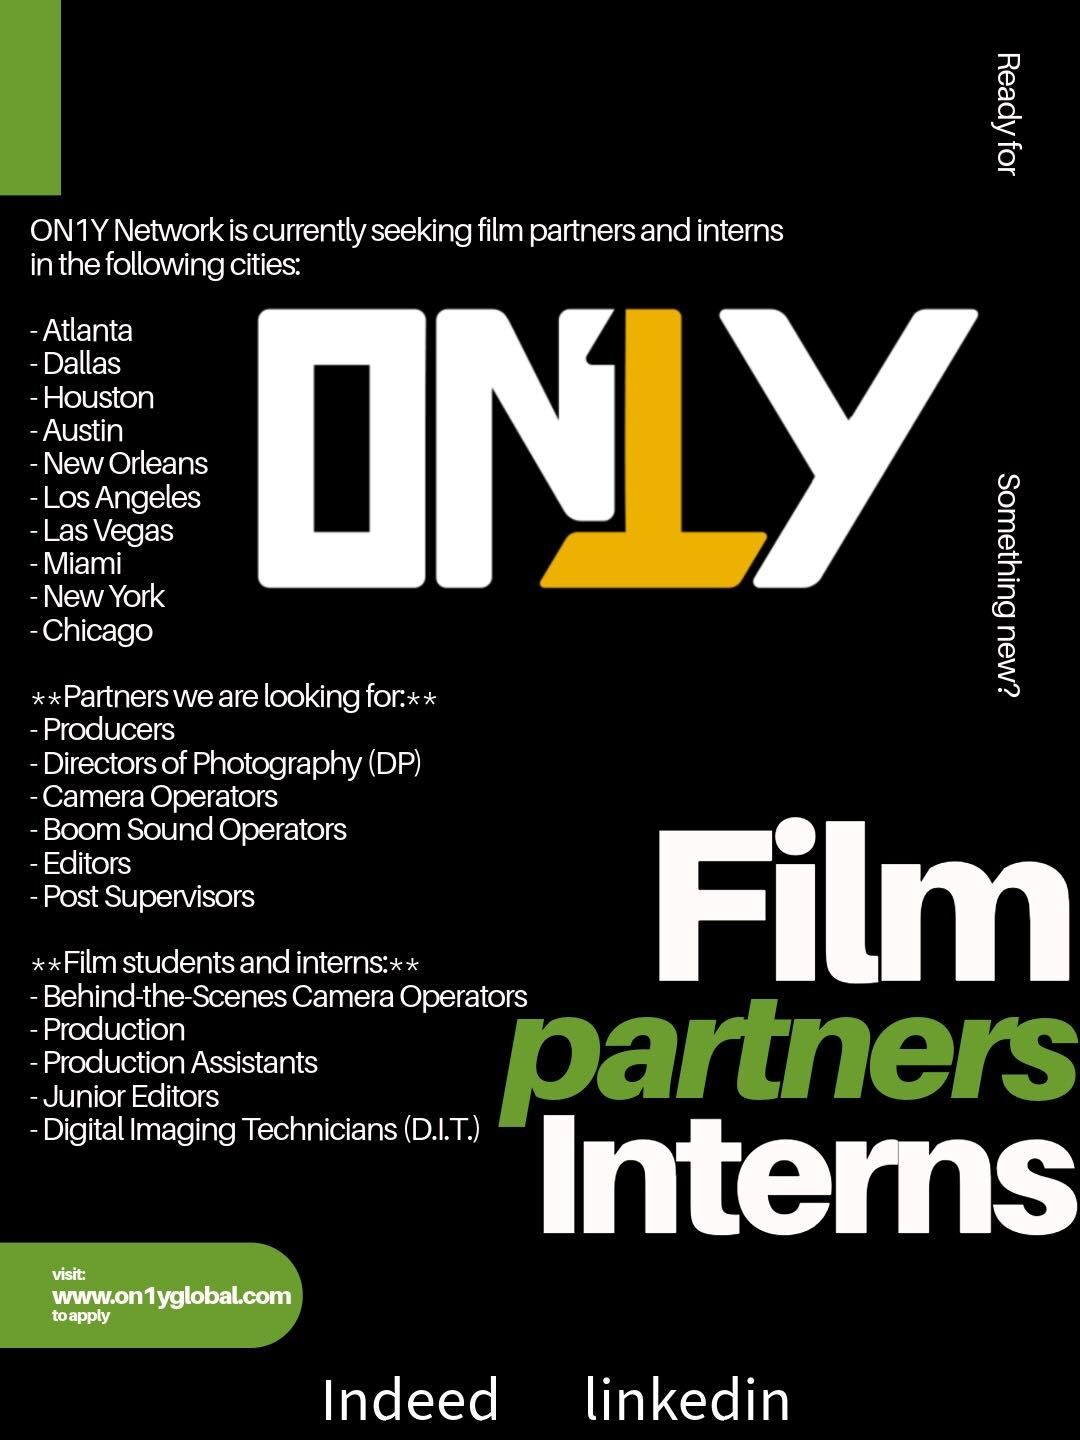 Ready for
ON1Y Network is currently seeking film partners and interns
in the following cities:
- Atlanta
- Dallas
- Houston
- Austin
- New Orleans
- Los Angeles
- Las Vegas
- Miami
- New York
- Chicago
ON1Y
Something new?
**Partners we are looking for:**
- Producers
- Directors of Photography (DP)
- Camera Operators
- Boom Sound Operators
- Editors
- Post Supervisors
**Film students and interns:**
- Behind-the-Scenes Camera Operators
- Production
- Production Assistants
- Junior Editors
- Digital Imaging Technicians (D.I.T.)
Film
partners
Interns
visit:
www.on1yglobal.com
to apply
Indeed
linkedin